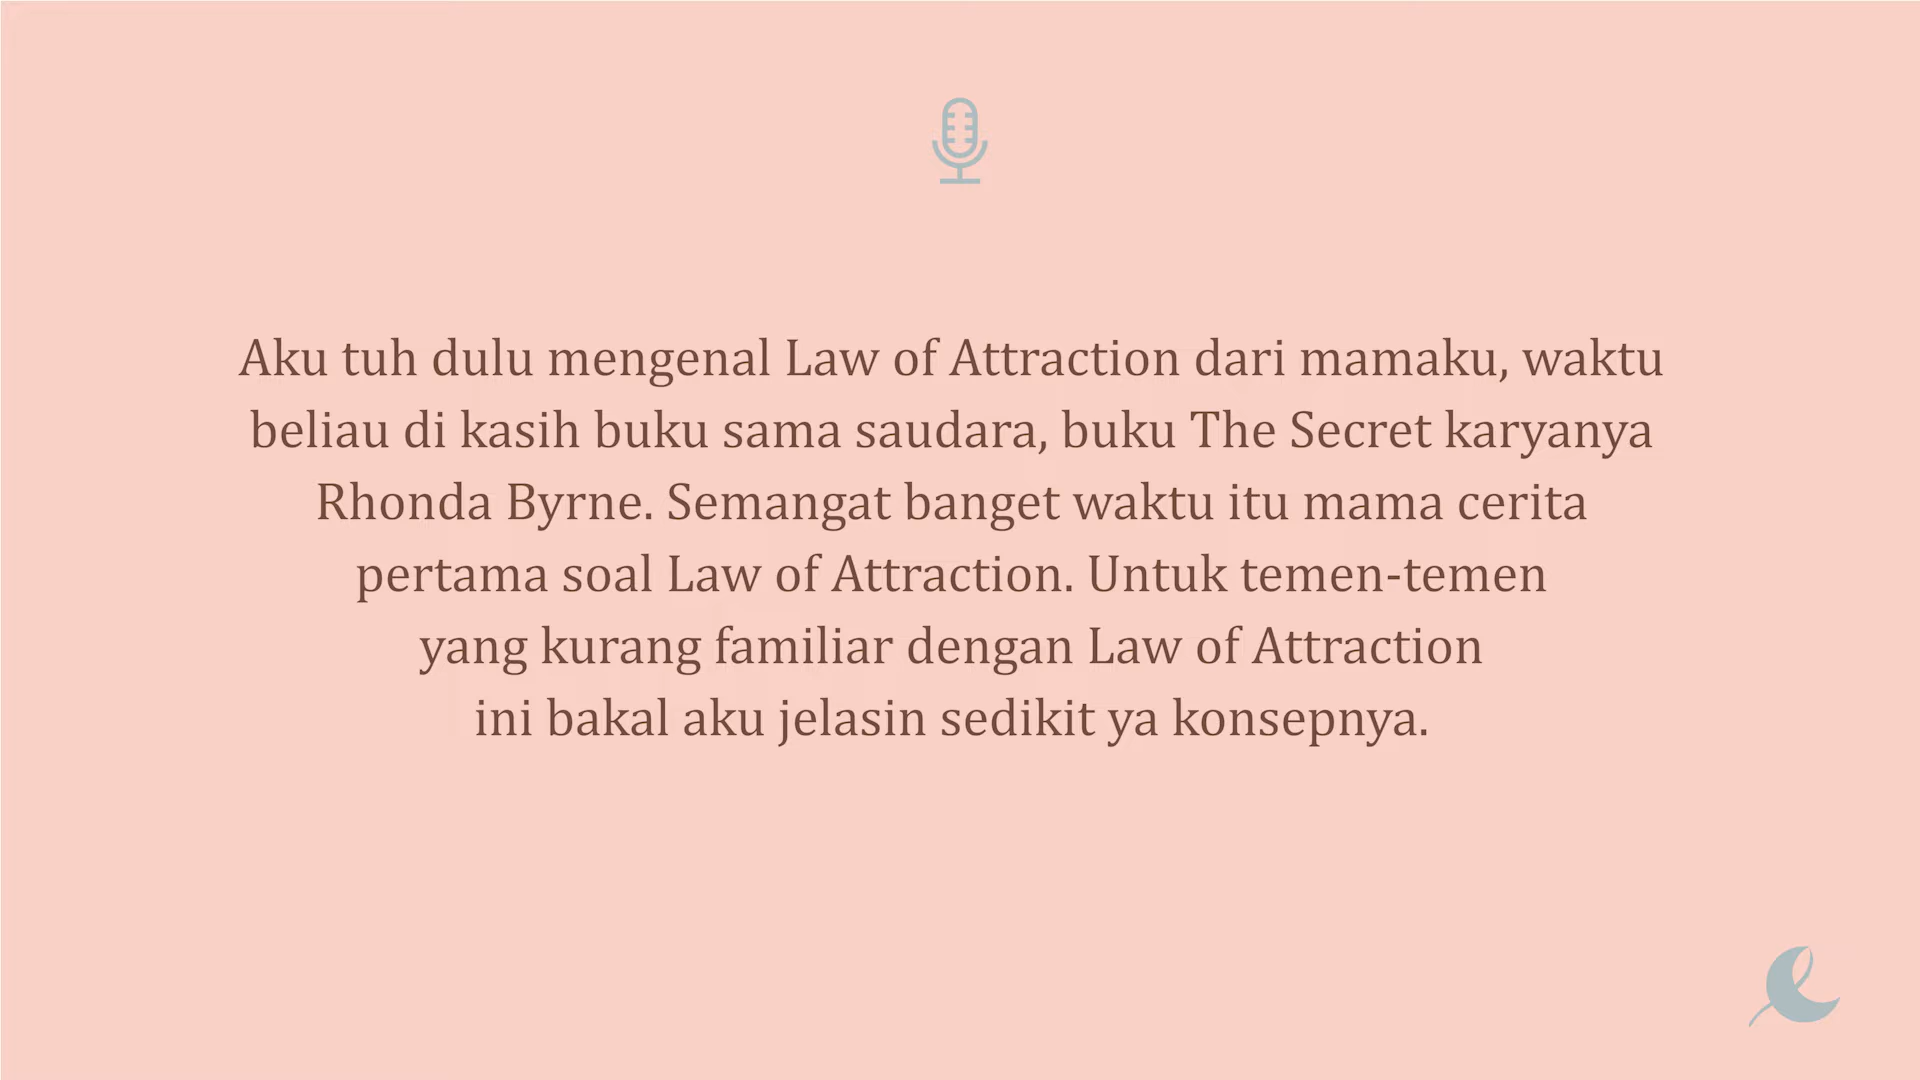 Aku tuh dulu mengenal Law of Attraction dari mamaku, waktu
beliau di kasih buku sama saudara, buku The Secret karyanya
Rhonda Byrne. Semangat banget waktu itu mama cerita
pertama soal Law of Attraction. Untuk temen-temen
yang kurang familiar dengan Law of Attraction
ini bakal aku jelasin sedikit ya konsepnya.